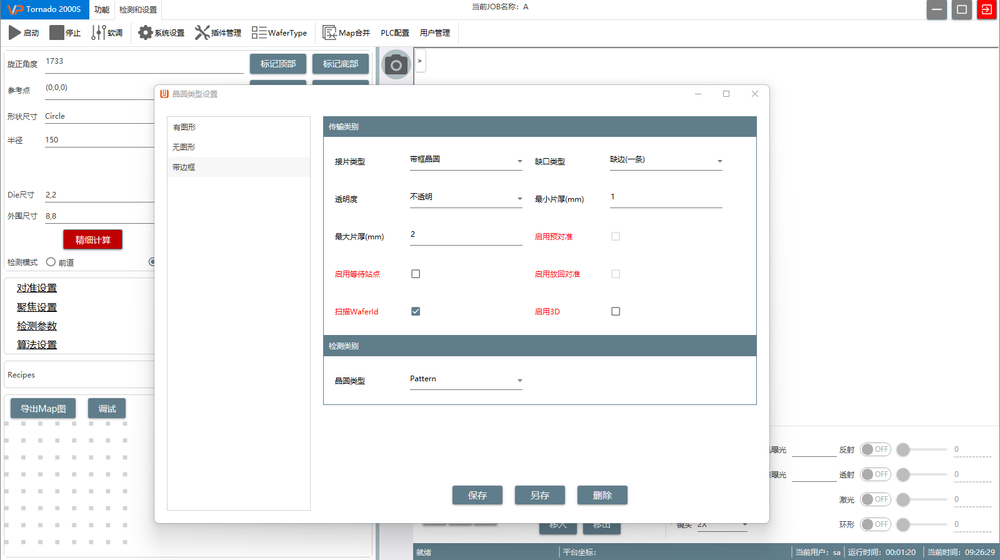 VP Tornado 2000S 功能 检测和设置 当前JOB名称: A
启动 停止 软调 系统设置 插件管理 WaferType Map合并 PLC配置 用户管理
旋正角度 1733 标记顶部 标记底部
>
参考点 (0,0,0)
形状尺寸 Circle
半径 150
Die尺寸 2,2
外围尺寸 8,8
精细计算
检测模式 前道
对准设置
聚焦设置
检测参数
算法设置
Recipes
导出Map图 调试
晶圆类型设置
有图形
无图形
带边框
传输类别
接片类型 带框晶圆 缺口类型 缺边(一条)
透明度 不透明 最小片厚(mm) 1
最大片厚(mm) 2 启用预对准
启用等待站点 启用放回对准
扫描WaferId 启用3D
检测类别
晶圆类型 Pattern
保存 另存 删除
曝光 反射 OFF 0
曝光 透射 OFF 0
激光 OFF 0
移入 移出 镜头 2X 环形 OFF 0
就绪 平台坐标: 当前用户: sa 运行时间: 00:01:20 当前时间: 09:26:29